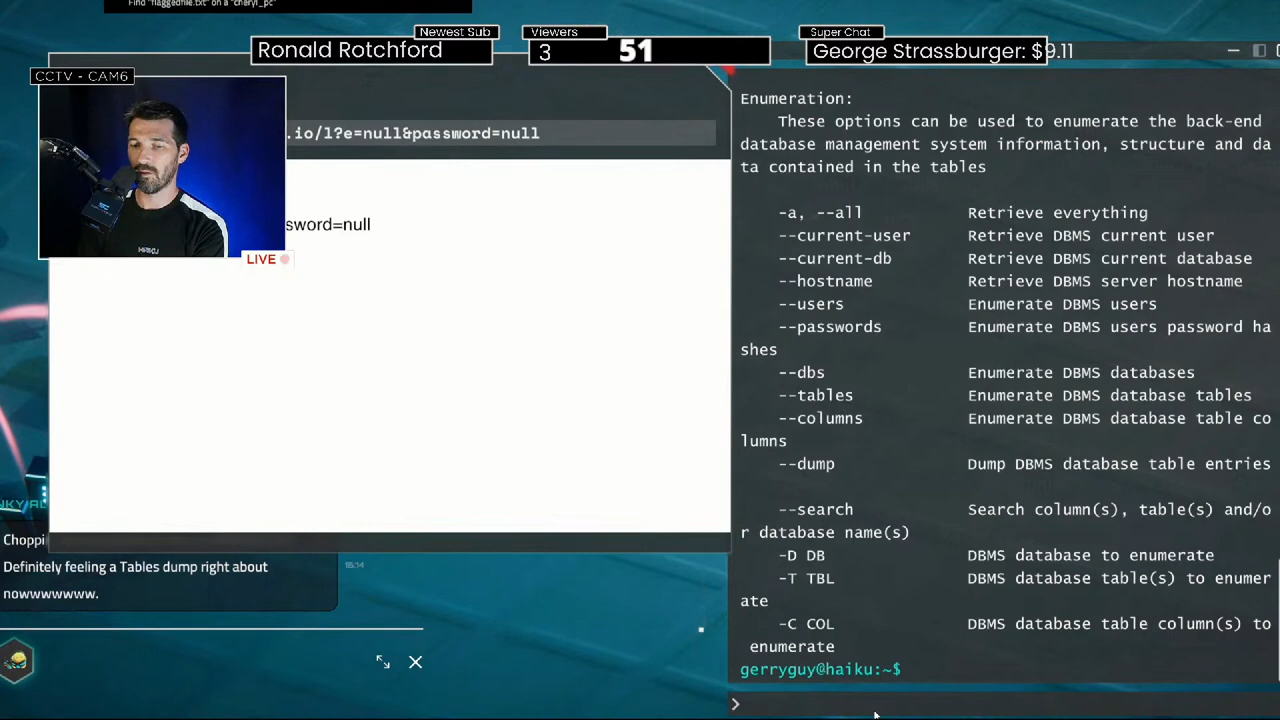 Find "flaggedfile.txt" on a "cheryl_pc"
Newest Sub
Ronald Rotchford
Viewers
3
51
Super Chat
George Strassburger: $9.11
CCTV - CAM6
HAIKU
LIVE
.io/1?e=null&password=null
sword=null
Enumeration:
These options can be used to enumerate the back-end
database management system information, structure and da
ta contained in the tables
-a, --all Retrieve everything
--current-user Retrieve DBMS current user
--current-db Retrieve DBMS current database
--hostname Retrieve DBMS server hostname
--users Enumerate DBMS users
--passwords Enumerate DBMS users password ha
shes
--dbs Enumerate DBMS databases
--tables Enumerate DBMS database tables
--columns Enumerate DBMS database table co
lumns
--dump Dump DBMS database table entries
--search Search column(s), table(s) and/o
r database name(s)
-D DB DBMS database to enumerate
-T TBL DBMS database table(s) to enumer
ate
-C COL DBMS database table column(s) to
enumerate
gerryguy@haiku:~$
>
Choppi
Definitely feeling a Tables dump right about
nowwwwwww.
16:14